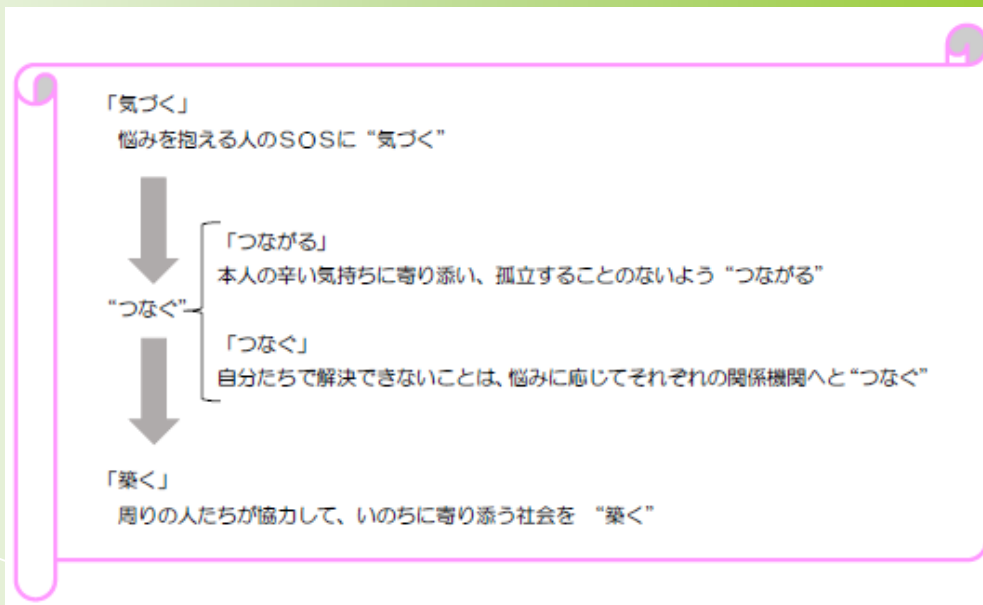 「気づく」
悩みを抱える人のＳＯＳに “気づく”
「つながる」
本人の辛い気持ちに寄り添い、孤立することのないよう “つながる”
“つなぐ”
「つなぐ」
自分たちで解決できないことは、悩みに応じてそれぞれの関係機関へと“つなぐ”
「築く」
周りの人たちが協力して、いのちに寄り添う社会を　“築く”